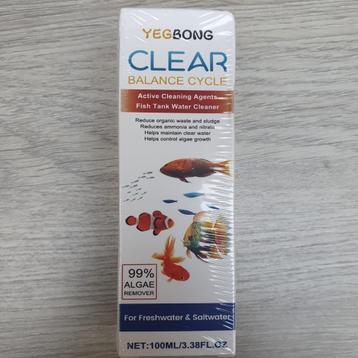 YEGBONG
CLEAR
BALANCE CYCLE
Active Cleaning Agents
Fish Tank Water Cleaner
Reduce organic waste and sludge
Reduces ammonia and nitrate
Helps maintain clear water
Helps control algae growth
99%
ALGAE
REMOVER
For Freshwater & Saltwater
NET:100ML/3.38FL.OZ